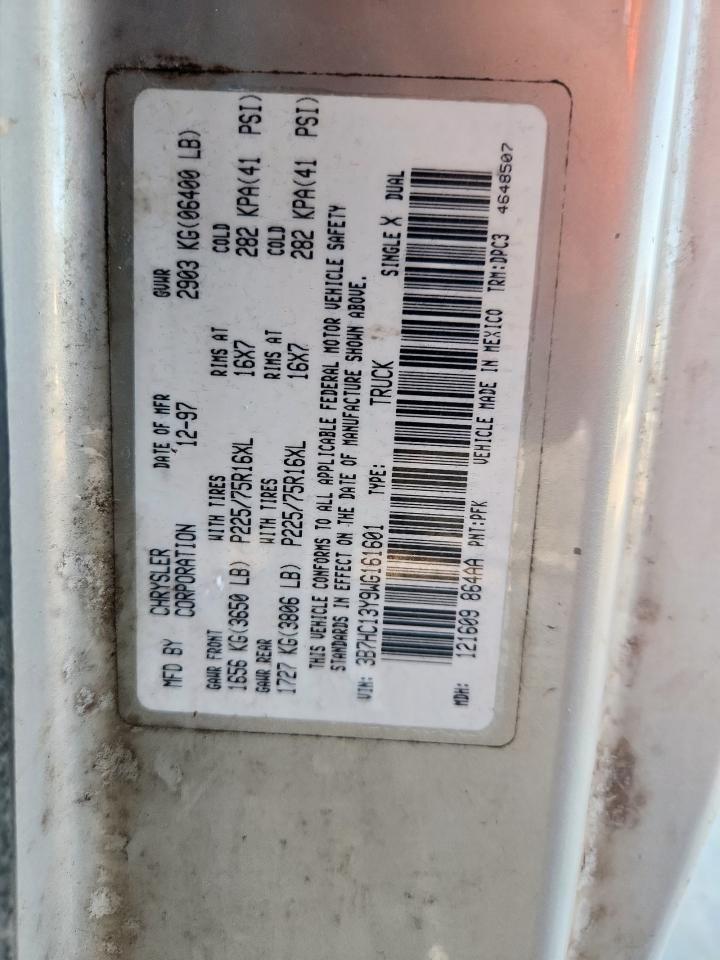 MFD BY CHRYSLER CORPORATION DATE OF MFR 12-97 GVWR 2903 KG(06400 LB)
GAWR FRONT WITH TIRES RIMS AT COLD
1656 KG(3650 LB) P225/75R16XL 16X7 282 KPA(41 PSI)
GAWR REAR WITH TIRES RIMS AT COLD
1727 KG(3806 LB) P225/75R16XL 16X7 282 KPA(41 PSI)
THIS VEHICLE CONFORMS TO ALL APPLICABLE FEDERAL MOTOR VEHICLE SAFETY
STANDARDS IN EFFECT ON THE DATE OF MANUFACTURE SHOWN ABOVE.
VIN: 3B7HC13Y9WG161601 TYPE: TRUCK SINGLE X DUAL
MDH: 121609 864AA PNT:PFK VEHICLE MADE IN MEXICO TRM:DPC3 4648507